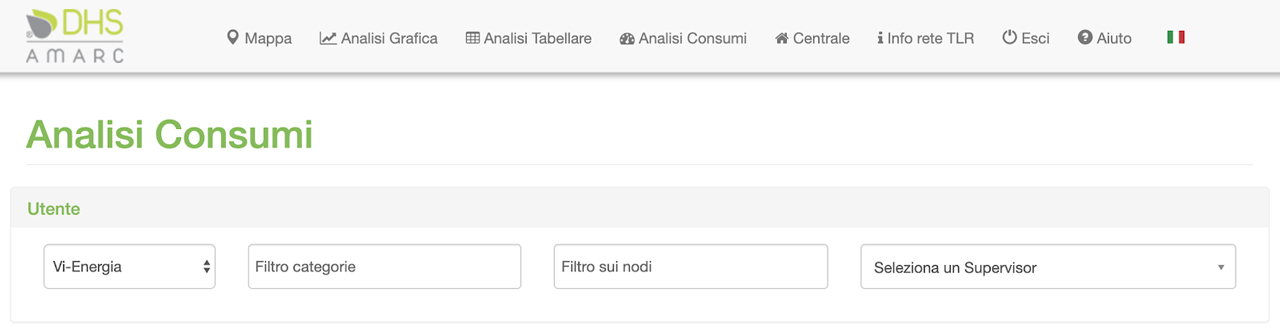 DHS
AMARC
Mappa Analisi Grafica Analisi Tabellare Analisi Consumi Centrale Info rete TLR Esci Aiuto
Analisi Consumi
Utente
Vi-Energia Filtro categorie Filtro sui nodi Seleziona un Supervisor